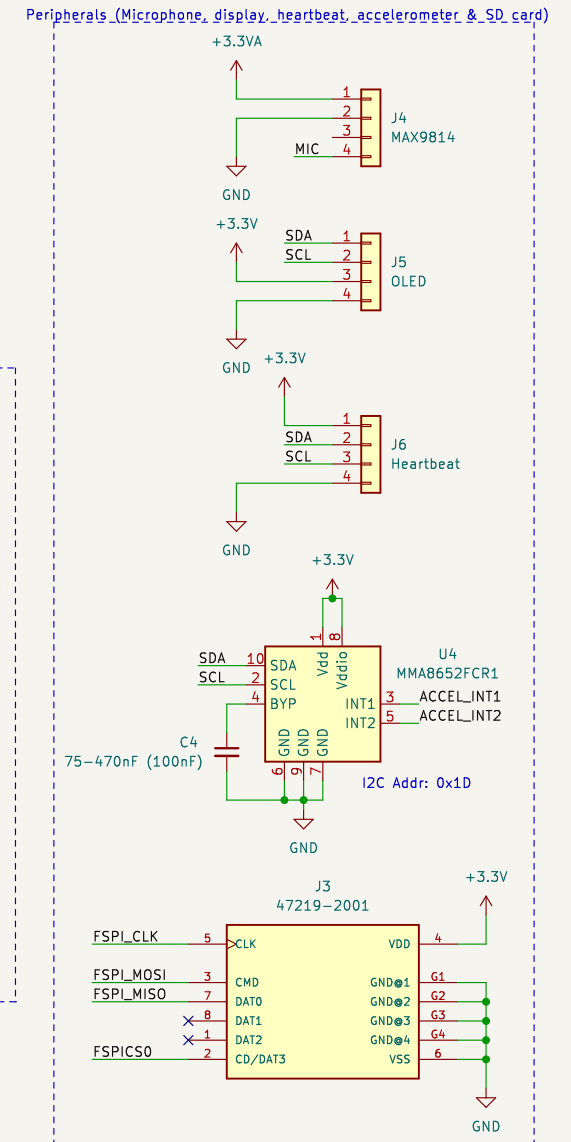 Peripherals (Microphone, display, heartbeat, accelerometer & SD card)
+3.3VA
1
2
3
MIC 4
J4
MAX9814
GND
+3.3V
SDA 1
SCL 2
3
4
J5
OLED
GND
+3.3V
1
SDA 2
SCL 3
4
J6
Heartbeat
GND
+3.3V
1 8
Vdd Vddio
U4
MMA8652FCR1
SDA 10 SDA
SCL 2 SCL
4 BYP
INT1 3 ACCEL_INT1
INT2 5 ACCEL_INT2
GND GND GND
6 9 7
C4
75-470nF (100nF)
I2C Addr: 0x1D
GND
J3
47219-2001
+3.3V
FSPI_CLK 5 CLK VDD 4
FSPI_MOSI 3 CMD GND@1 G1
FSPI_MISO 7 DAT0 GND@2 G2
8 DAT1 GND@3 G3
1 DAT2 GND@4 G4
FSPICS0 2 CD/DAT3 VSS 6
GND